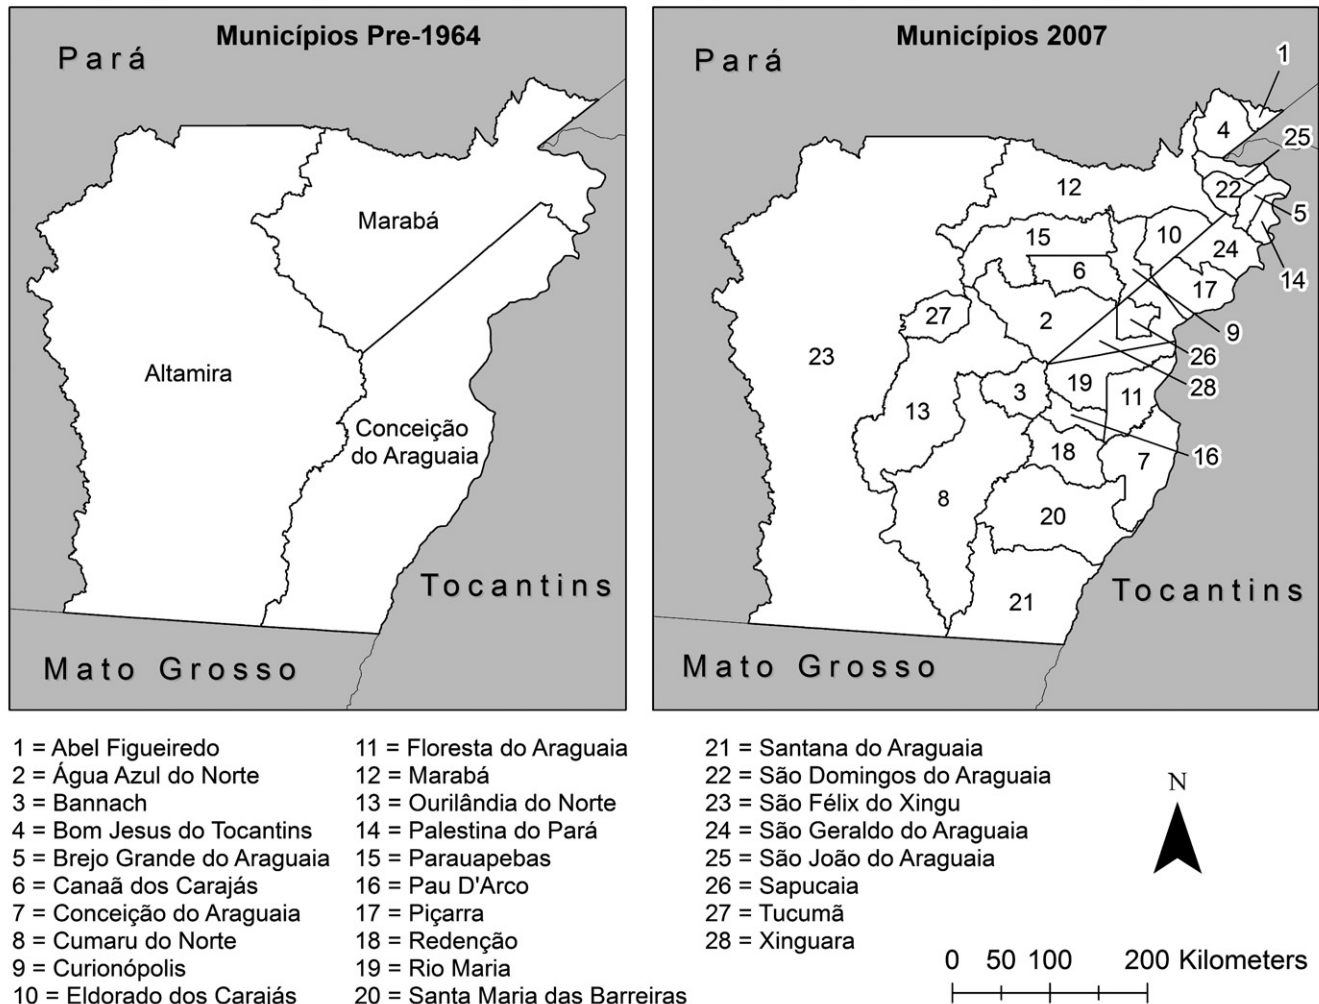 Municípios Pre-1964
Pará
Marabá
Altamira
Conceição
do Araguaia
Tocantins
Mato Grosso
Municípios 2007
Pará
1
4
25
12
22
5
15
10
24
6
14
17
27
2
9
23
26
28
3
19
11
13
16
18
7
8
20
Tocantins
21
Mato Grosso
1 = Abel Figueiredo
2 = Água Azul do Norte
3 = Bannach
4 = Bom Jesus do Tocantins
5 = Brejo Grande do Araguaia
6 = Canaã dos Carajás
7 = Conceição do Araguaia
8 = Cumaru do Norte
9 = Curionópolis
10 = Eldorado dos Carajás
11 = Floresta do Araguaia
12 = Marabá
13 = Ourilândia do Norte
14 = Palestina do Pará
15 = Parauapebas
16 = Pau D'Arco
17 = Piçarra
18 = Redenção
19 = Rio Maria
20 = Santa Maria das Barreiras
21 = Santana do Araguaia
22 = São Domingos do Araguaia
23 = São Félix do Xingu
24 = São Geraldo do Araguaia
25 = São João do Araguaia
26 = Sapucaia
27 = Tucumã
28 = Xinguara
N
0 50 100 200 Kilometers